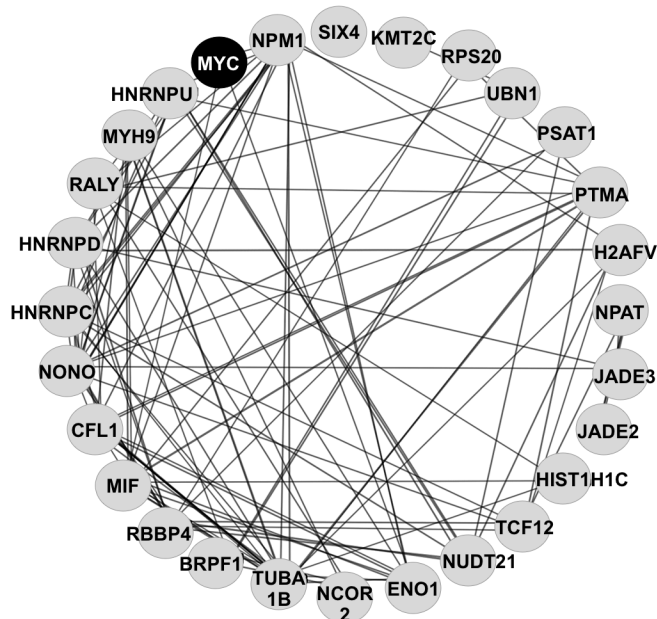 SIX4
NPM1
KMT2C
MYC
RPS20
HNRNPU
UBN1
MYH9
PSAT1
RALY
PTMA
HNRNPD
H2AFV
HNRNPC
NPAT
NONO
JADE3
CFL1
JADE2
MIF
HIST1H1C
RBBP4
TCF12
BRPF1
NUDT21
TUBA
1B
ENO1
NCOR
2